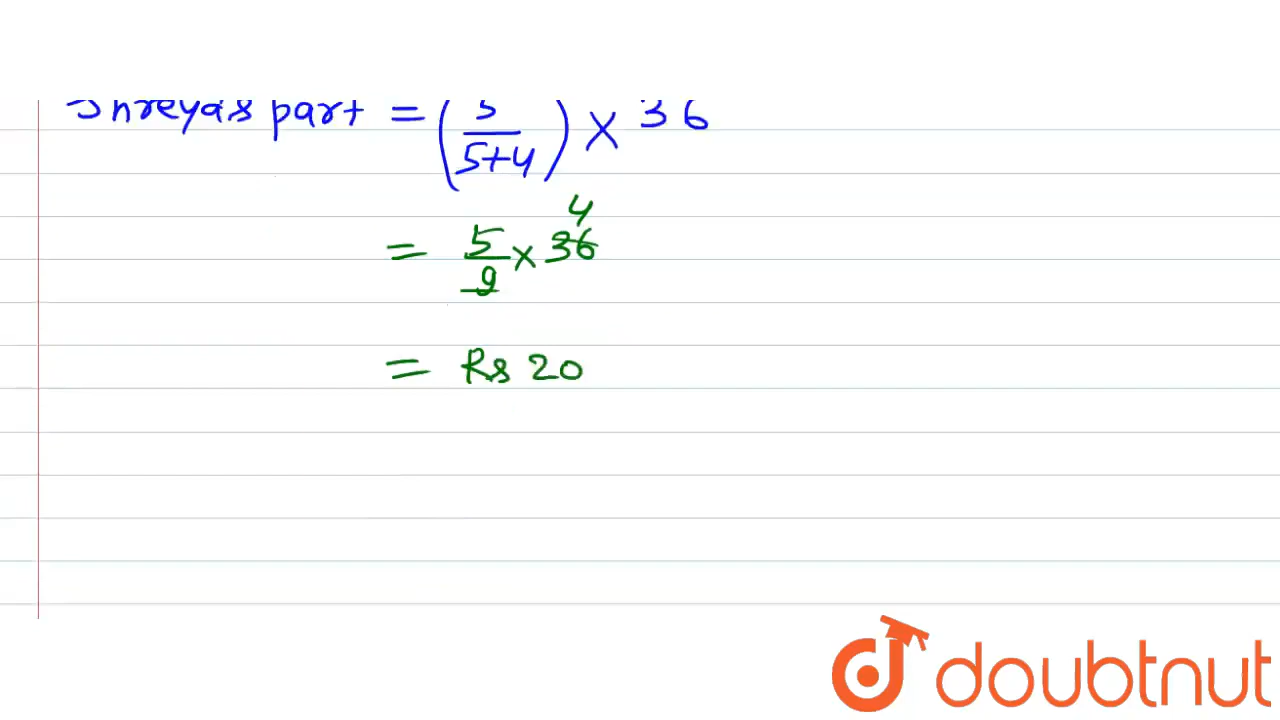 Shreyas part = (5/(5+4)) × 36
4
= 5/9 × 36
= Rs 20
doubtnut